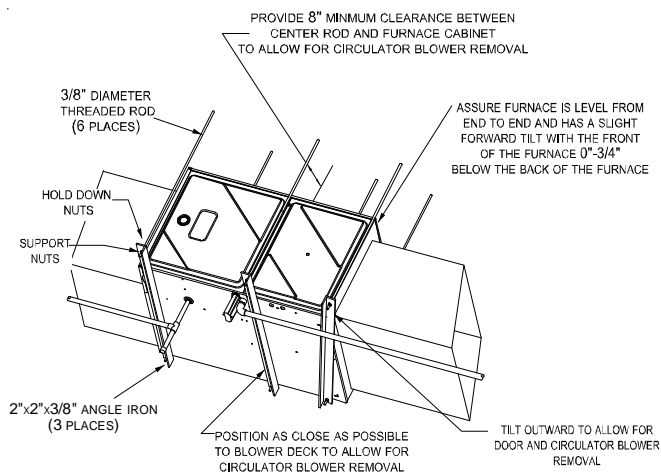 PROVIDE 8" MINMUM CLEARANCE BETWEEN
CENTER ROD AND FURNACE CABINET
TO ALLOW FOR CIRCULATOR BLOWER REMOVAL
3/8" DIAMETER
THREADED ROD
(6 PLACES)
ASSURE FURNACE IS LEVEL FROM
END TO END AND HAS A SLIGHT
FORWARD TILT WITH THE FRONT
OF THE FURNACE 0"-3/4"
BELOW THE BACK OF THE FURNACE
HOLD DOWN
NUTS
SUPPORT
NUTS
2"x2"x3/8" ANGLE IRON
(3 PLACES)
POSITION AS CLOSE AS POSSIBLE
TO BLOWER DECK TO ALLOW FOR
CIRCULATOR BLOWER REMOVAL
TILT OUTWARD TO ALLOW FOR
DOOR AND CIRCULATOR BLOWER
REMOVAL